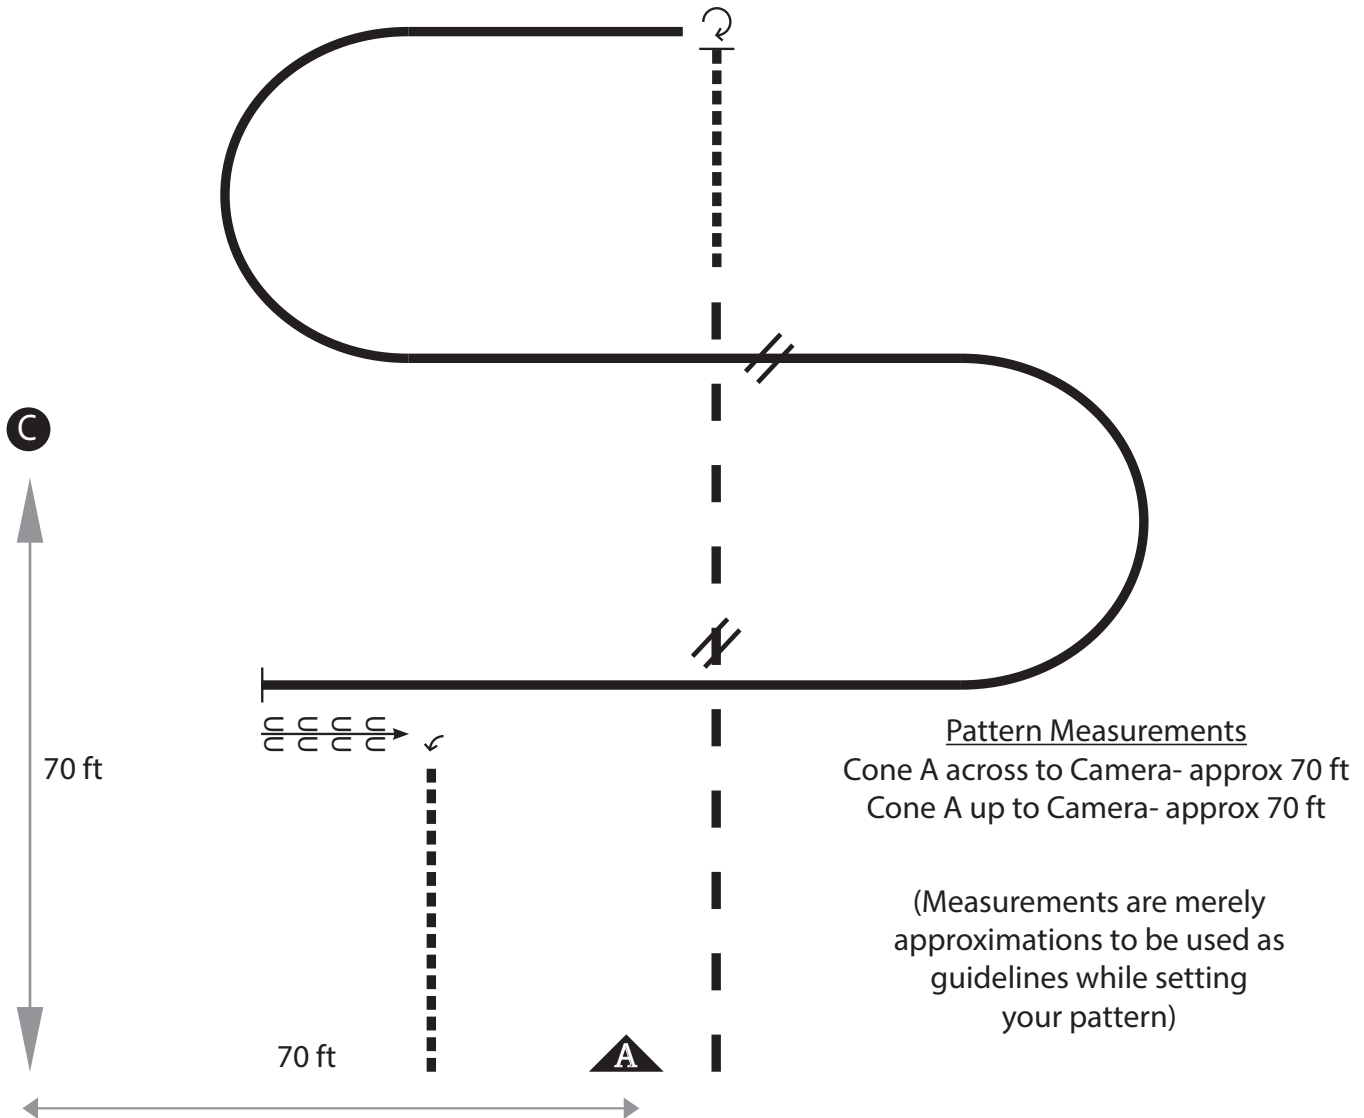 C
70 ft
Pattern Measurements
Cone A across to Camera- approx 70 ft
Cone A up to Camera- approx 70 ft
(Measurements are merely
approximations to be used as
guidelines while setting
your pattern)
70 ft
A